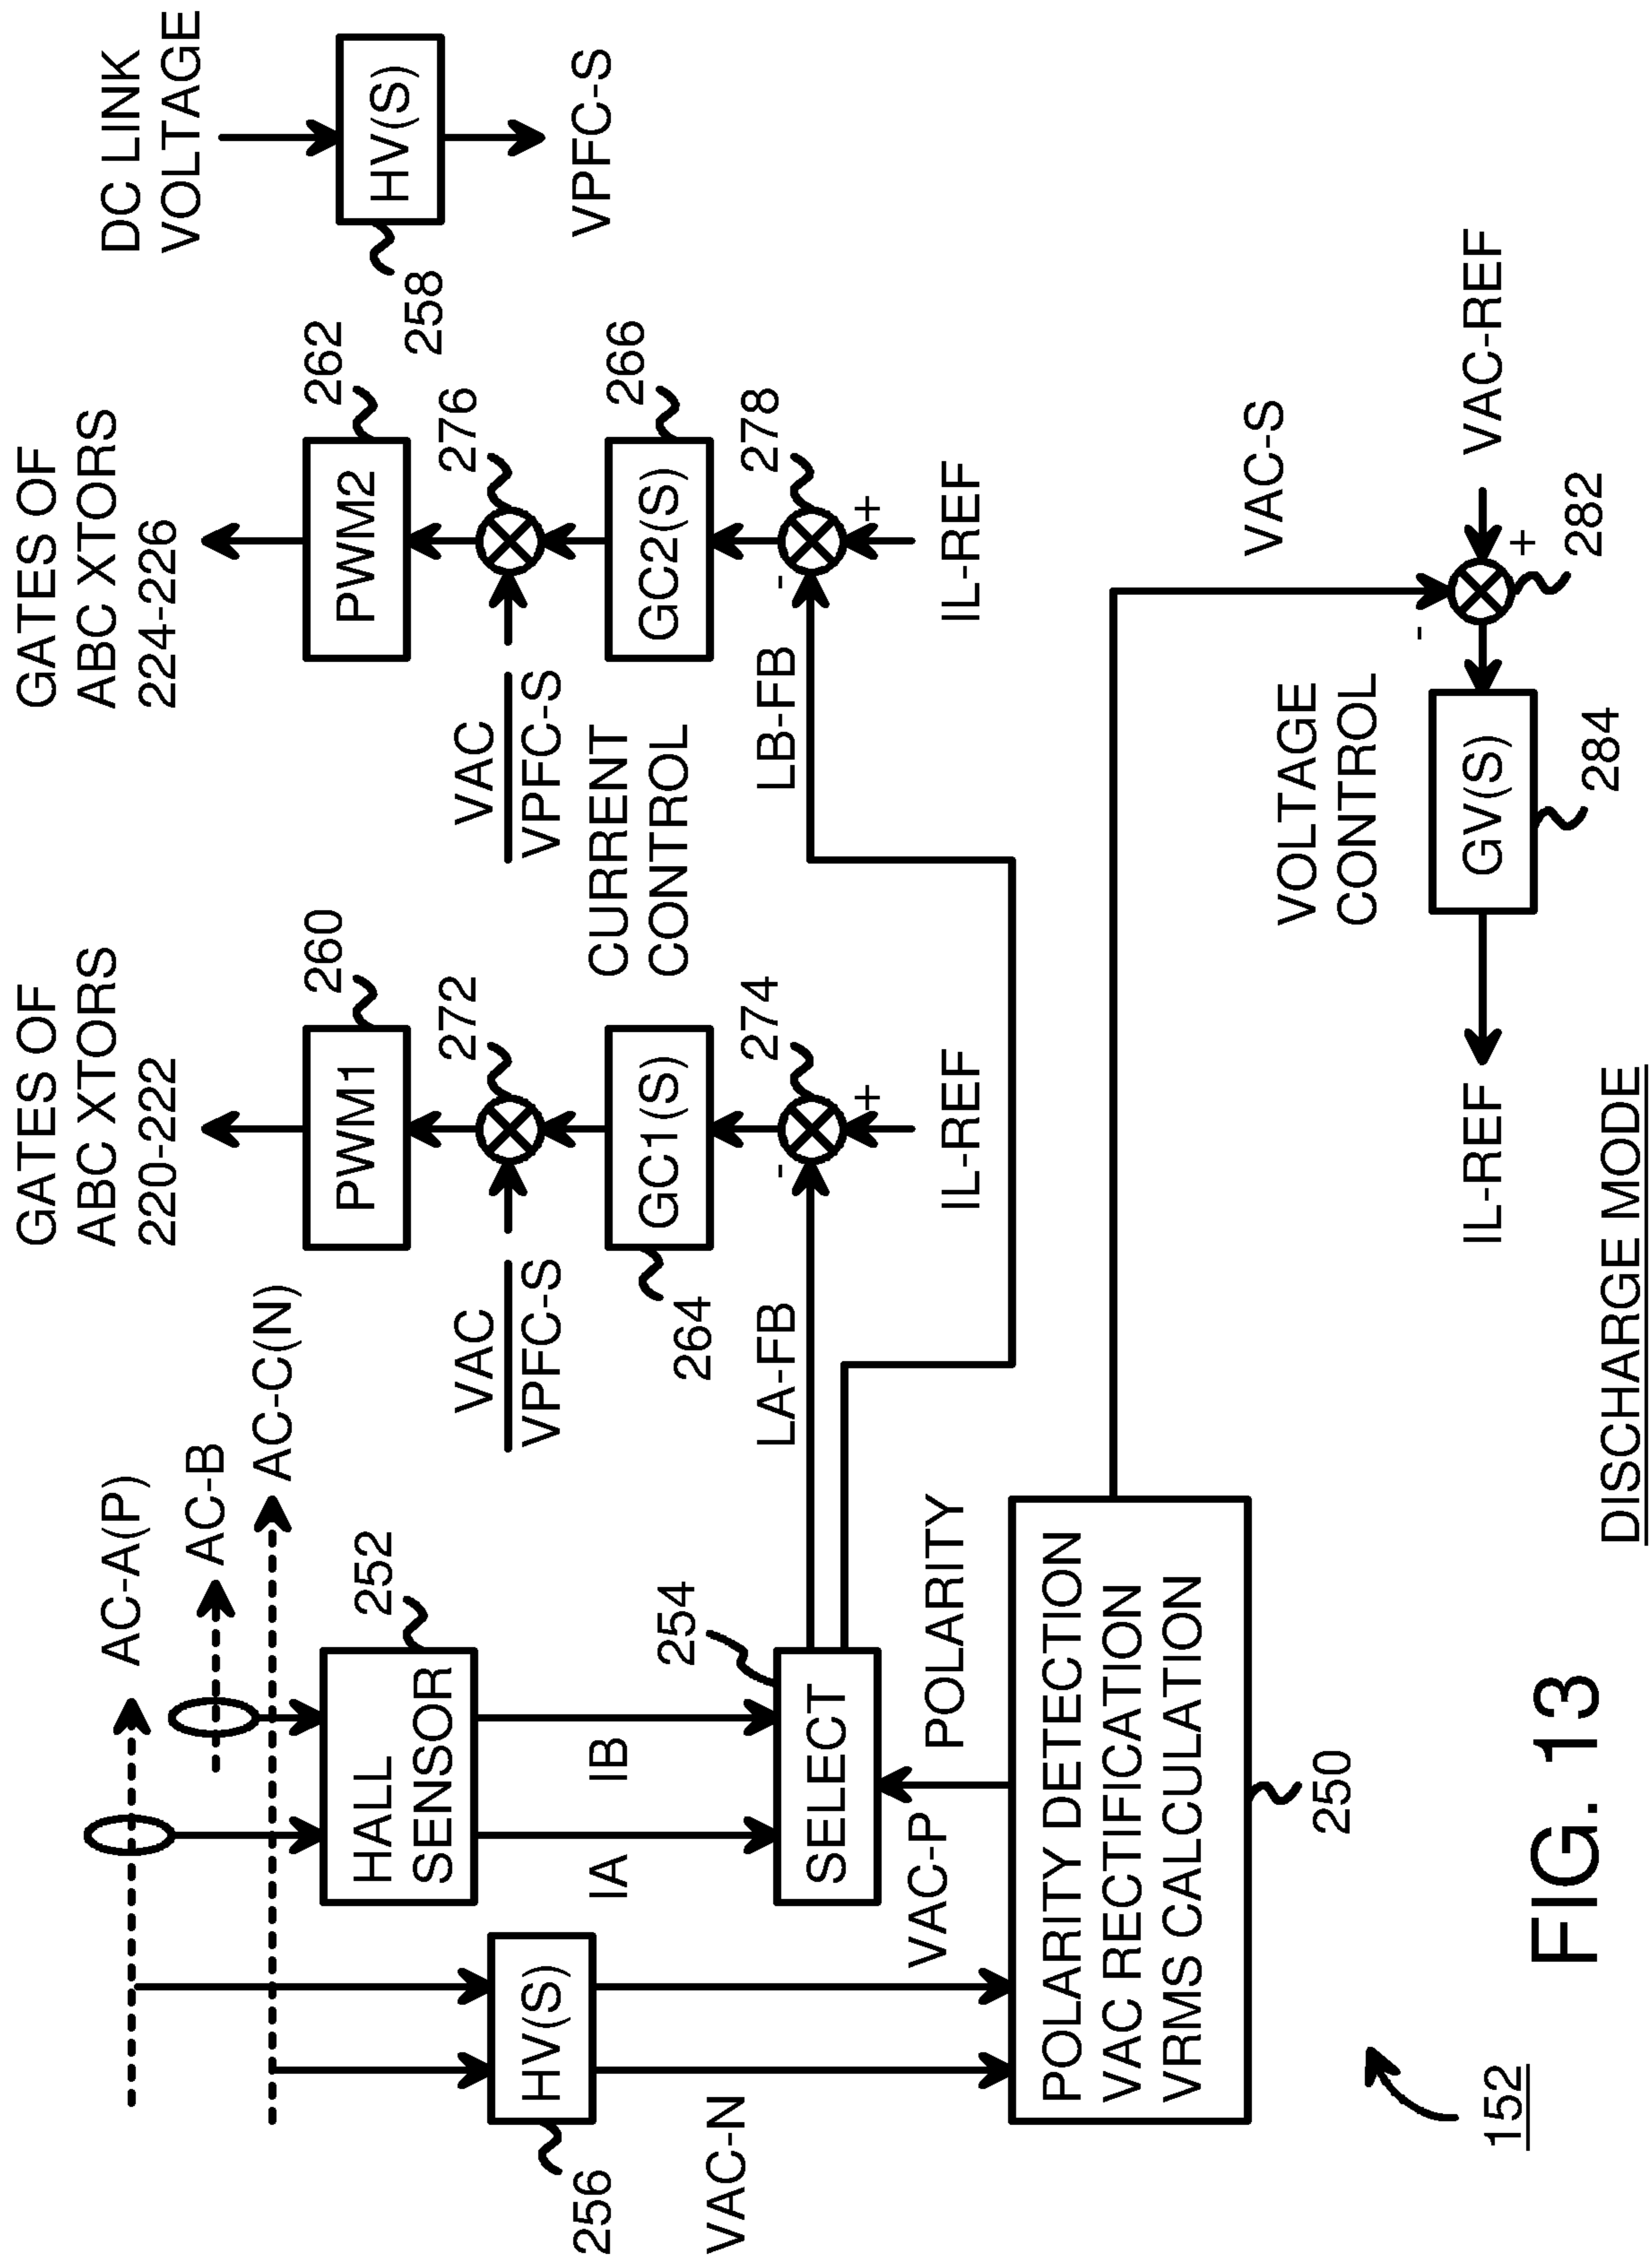 AC-A(P)
AC-B
AC-C(N)
GATES OF
ABC XTORS
220-222
GATES OF
ABC XTORS
224-226
DC LINK
VOLTAGE
HV(S)
258
VPFC-S
HALL
SENSOR
252
PWM1
260
PWM2
262
VAC
VPFC-S
272
VAC
VPFC-S
276
HV(S)
256
IA
IB
GC1(S)
264
CURRENT
CONTROL
GC2(S)
266
VAC-N
SELECT
254
LA-FB
-
274
+
IL-REF
LB-FB
-
278
+
IL-REF
VAC-P
POLARITY
POLARITY DETECTION
VAC RECTIFICATION
VRMS CALCULATION
250
VAC-S
VOLTAGE
CONTROL
-
VAC-REF
+
282
GV(S)
284
IL-REF
152
FIG. 13
DISCHARGE MODE